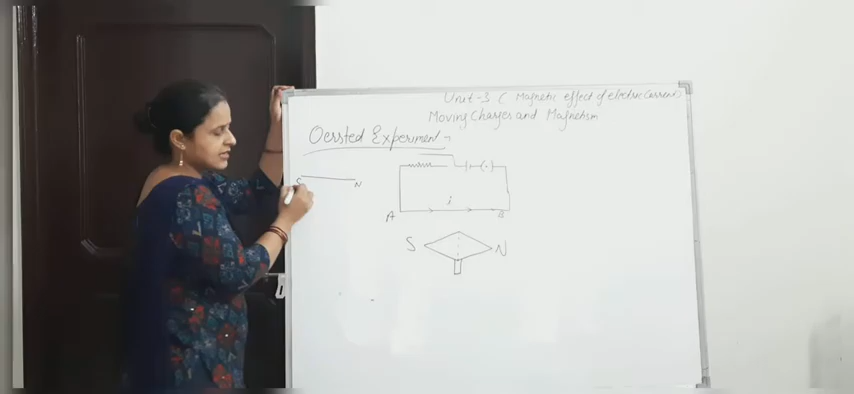 Unit-3 ( Magnetic effect of electric current)
Moving Charges and Magnetism
Oersted Experiment
S N
i
A B
S N